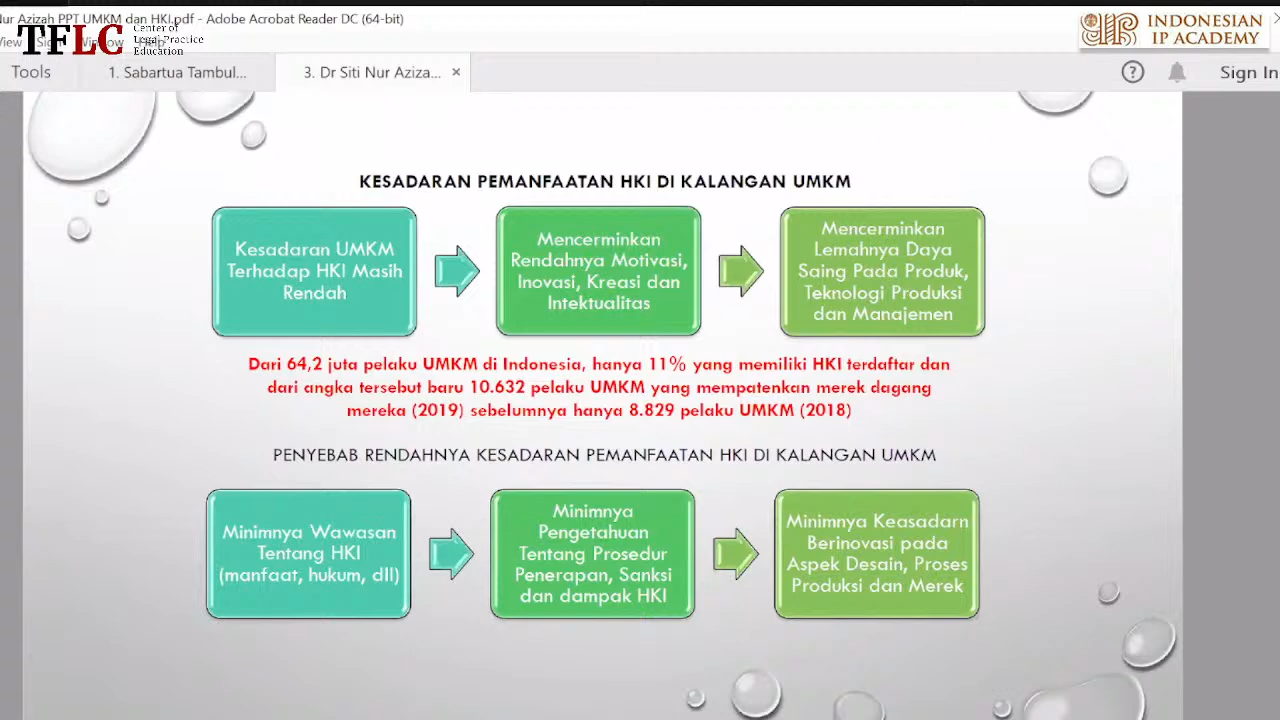 Nur Azizah PPT UMKM dan HKI.pdf - Adobe Acrobat Reader DC (64-bit)
View Sign Window Help
TFLC
Center of
Legal Practice
Education
INDONESIAN
IP ACADEMY
Tools
1. Sabartua Tambul...
3. Dr Siti Nur Aziza...
×
?
Sign In
KESADARAN PEMANFAATAN HKI DI KALANGAN UMKM
Kesadaran UMKM
Terhadap HKI Masih
Rendah
Mencerminkan
Rendahnya Motivasi,
Inovasi, Kreasi dan
Intektualitas
Mencerminkan
Lemahnya Daya
Saing Pada Produk,
Teknologi Produksi
dan Manajemen
Dari 64,2 juta pelaku UMKM di Indonesia, hanya 11% yang memiliki HKI terdaftar dan
dari angka tersebut baru 10.632 pelaku UMKM yang mempatenkan merek dagang
mereka (2019) sebelumnya hanya 8.829 pelaku UMKM (2018)
PENYEBAB RENDAHNYA KESADARAN PEMANFAATAN HKI DI KALANGAN UMKM
Minimnya Wawasan
Tentang HKI
(manfaat, hukum, dll)
Minimnya
Pengetahuan
Tentang Prosedur
Penerapan, Sanksi
dan dampak HKI
Minimnya Keasadarn
Berinovasi pada
Aspek Desain, Proses
Produksi dan Merek